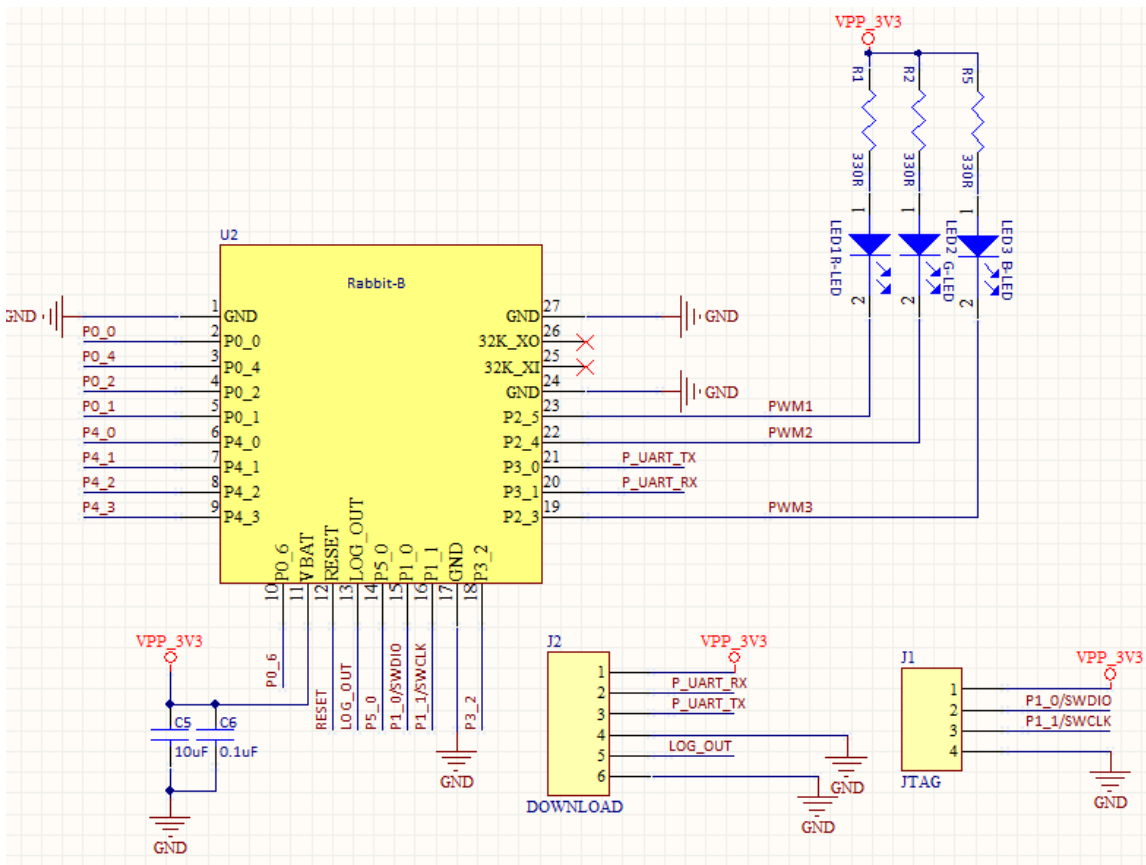 VPP_3V3
R1
R2
R5
330R
330R
330R
1
1
1
LED1 R-LED
LED2 G-LED
LED3 B-LED
2
2
2
U2
Rabbit-B
GND
1
GND
P0_0
2
P0_0
P0_4
3
P0_4
P0_2
4
P0_2
P0_1
5
P0_1
P4_0
6
P4_0
P4_1
7
P4_1
P4_2
8
P4_2
P4_3
9
P4_3
GND
27
GND
32K_XO
26
32K_XI
25
GND
24
GND
P2_5
23
PWM1
P2_4
22
PWM2
P3_0
21
P_UART_TX
P3_1
20
P_UART_RX
P2_3
19
PWM3
P0_6
VBAT
RESET
LOG_OUT
P5_0
P1_0
P1_1
GND
P3_2
10
11
12
13
14
15
16
17
18
P0_6
RESET
LOG_OUT
P5_0
P1_0/SWDIO
P1_1/SWCLK
P3_2
GND
VPP_3V3
C5
C6
10uF
0.1uF
GND
J2
VPP_3V3
1
2
P_UART_RX
3
P_UART_TX
4
5
LOG_OUT
6
GND
GND
DOWNLOAD
J1
VPP_3V3
1
2
P1_0/SWDIO
3
P1_1/SWCLK
4
JTAG
GND